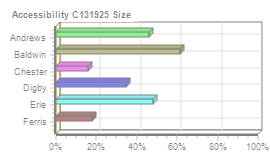 Accessibility C131925 Size
Andrews
Baldwin
Chester
Digby
Erie
Ferris
0% 20% 40% 60% 80% 100%